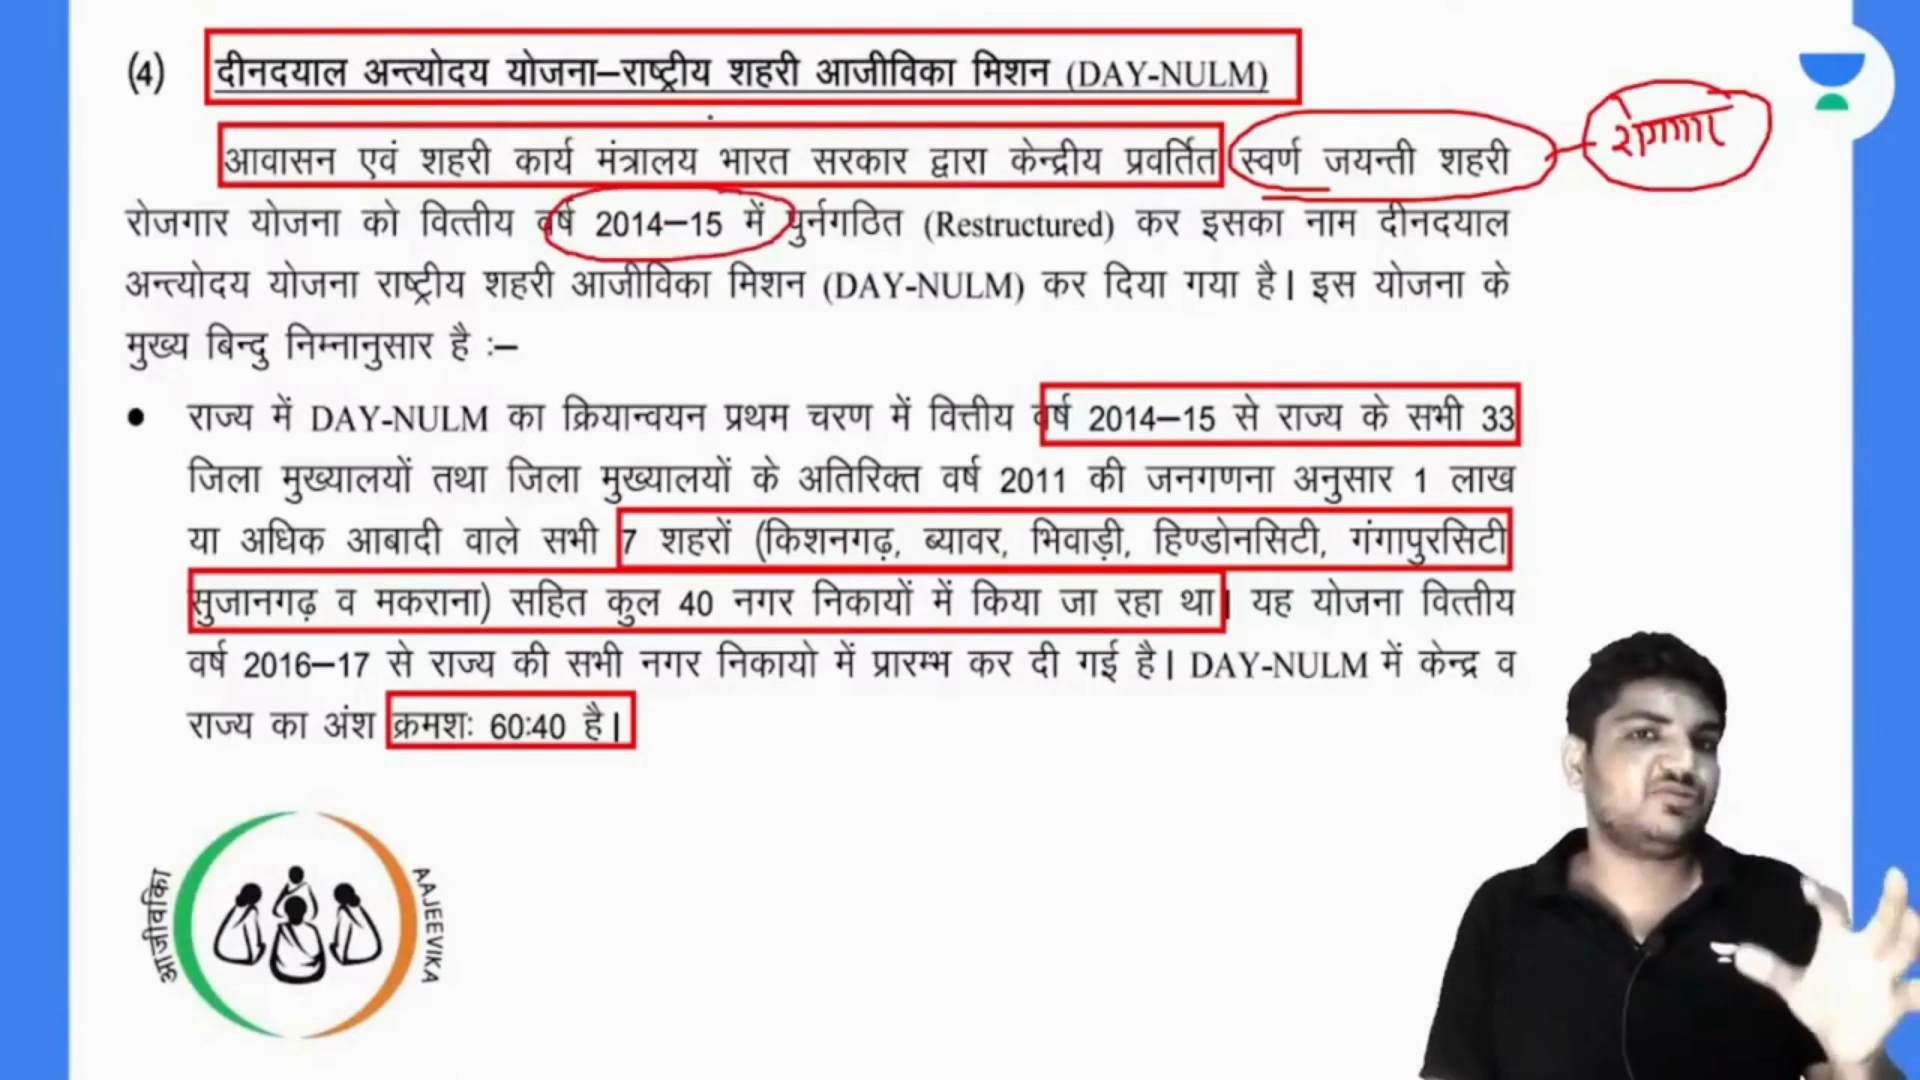 (4) दीनदयाल अन्त्योदय योजना–राष्ट्रीय शहरी आजीविका मिशन (DAY-NULM)
आवासन एवं शहरी कार्य मंत्रालय भारत सरकार द्वारा केन्द्रीय प्रवर्तित स्वर्ण जयन्ती शहरी
रोजगार योजना को वित्तीय वर्ष 2014–15 में पुर्नगठित (Restructured) कर इसका नाम दीनदयाल
अन्त्योदय योजना राष्ट्रीय शहरी आजीविका मिशन (DAY-NULM) कर दिया गया है। इस योजना के
मुख्य बिन्दु निम्नानुसार है :–
● राज्य में DAY-NULM का क्रियान्वयन प्रथम चरण में वित्तीय वर्ष 2014–15 से राज्य के सभी 33
जिला मुख्यालयों तथा जिला मुख्यालयों के अतिरिक्त वर्ष 2011 की जनगणना अनुसार 1 लाख
या अधिक आबादी वाले सभी 7 शहरों (किशनगढ़, ब्यावर, भिवाड़ी, हिण्डोनसिटी, गंगापुरसिटी
सुजानगढ़ व मकराना) सहित कुल 40 नगर निकायों में किया जा रहा था। यह योजना वित्तीय
वर्ष 2016–17 से राज्य की सभी नगर निकायो में प्रारम्भ कर दी गई है। DAY-NULM में केन्द्र व
राज्य का अंश क्रमशः 60:40 है।
आजीविका
AAJEEVIKA